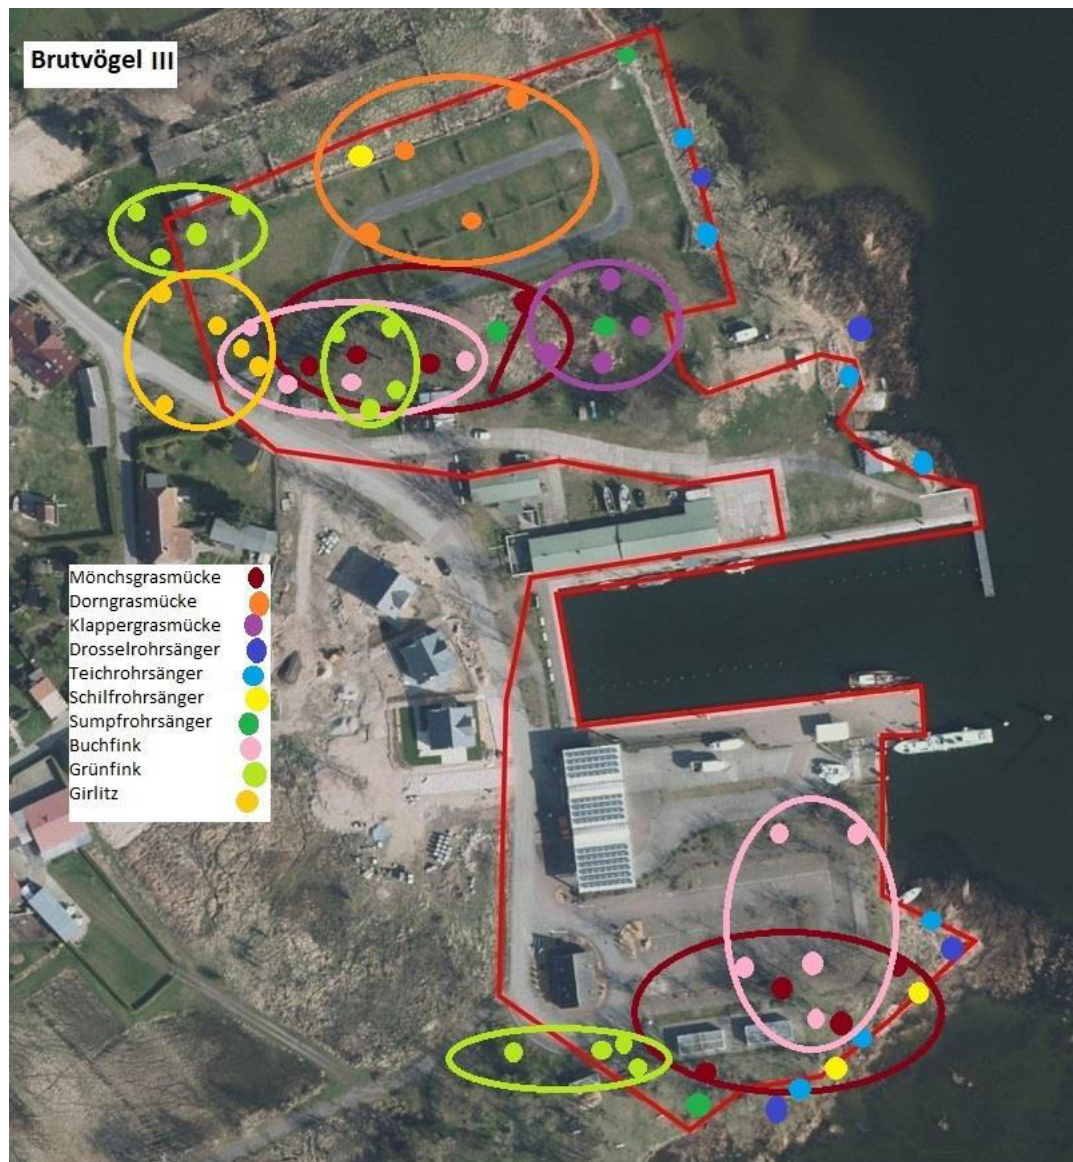 Brutvögel III
Mönchsgrasmücke
Dorngrasmücke
Klappergrasmücke
Drosselrohrsänger
Teichrohrsänger
Schilfrohrsänger
Sumpfrohrsänger
Buchfink
Grünfink
Girlitz